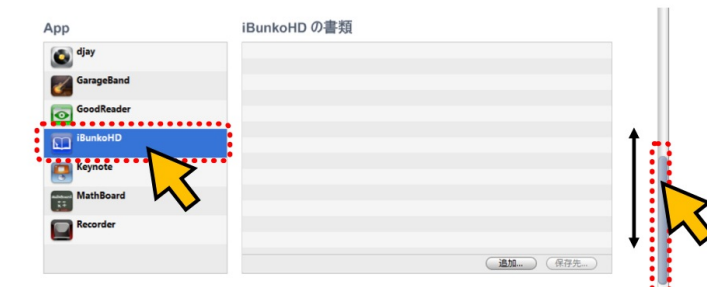 App
iBunkoHD の書類
djay
GarageBand
GoodReader
iBunkoHD
Keynote
MathBoard
Recorder
追加...
保存先...